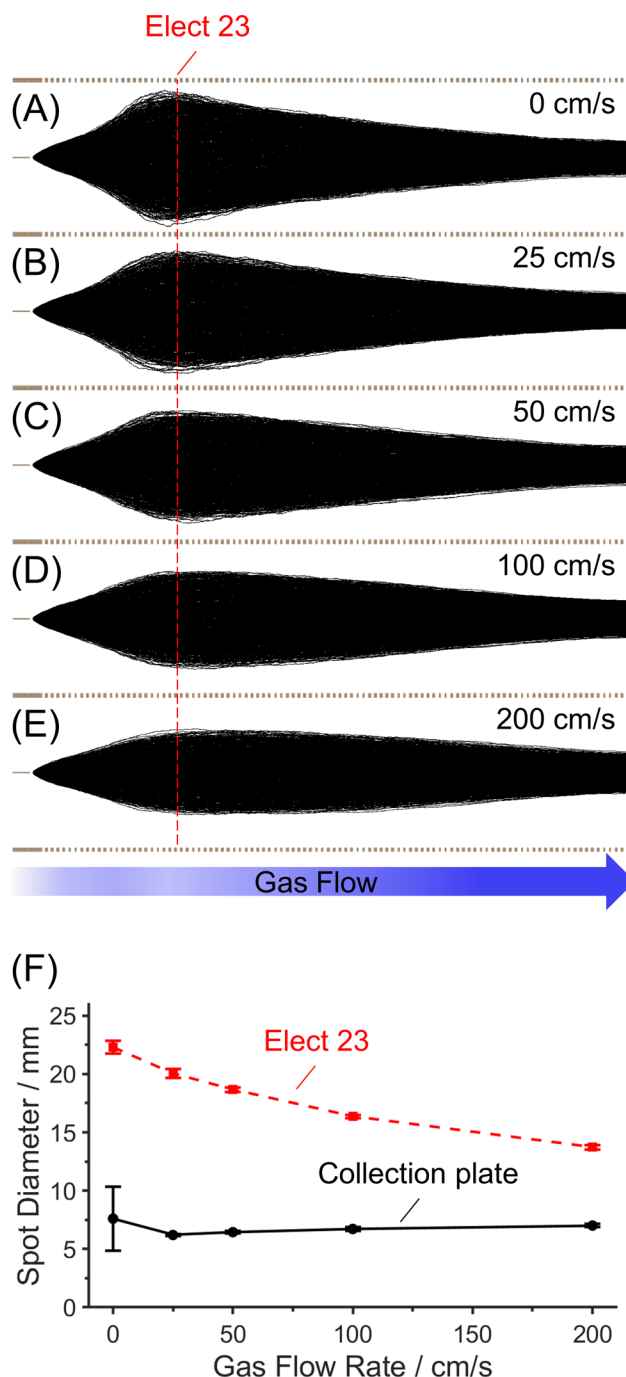 Elect 23
(A)
0 cm/s
(B)
25 cm/s
(C)
50 cm/s
(D)
100 cm/s
(E)
200 cm/s
Gas Flow
(F)
25
20
15
10
5
0
Spot Diameter / mm
Elect 23
Collection plate
0
50
100
150
200
Gas Flow Rate / cm/s